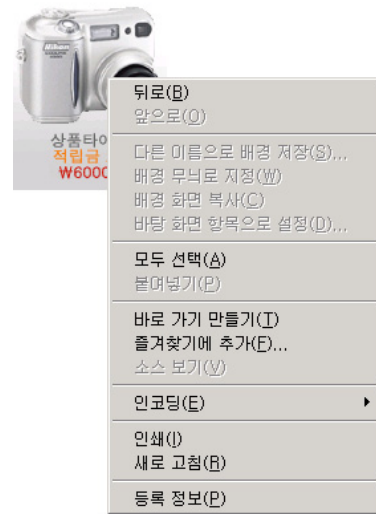 Nikon
상품타이
적립금
₩6000
뒤로(B)
앞으로(O)
다른 이름으로 배경 저장(S)...
배경 무늬로 지정(W)
배경 화면 복사(C)
바탕 화면 항목으로 설정(D)...
모두 선택(A)
붙여넣기(P)
바로 가기 만들기(T)
즐겨찾기에 추가(F)...
소스 보기(V)
인코딩(E)
인쇄(I)
새로 고침(R)
등록 정보(P)